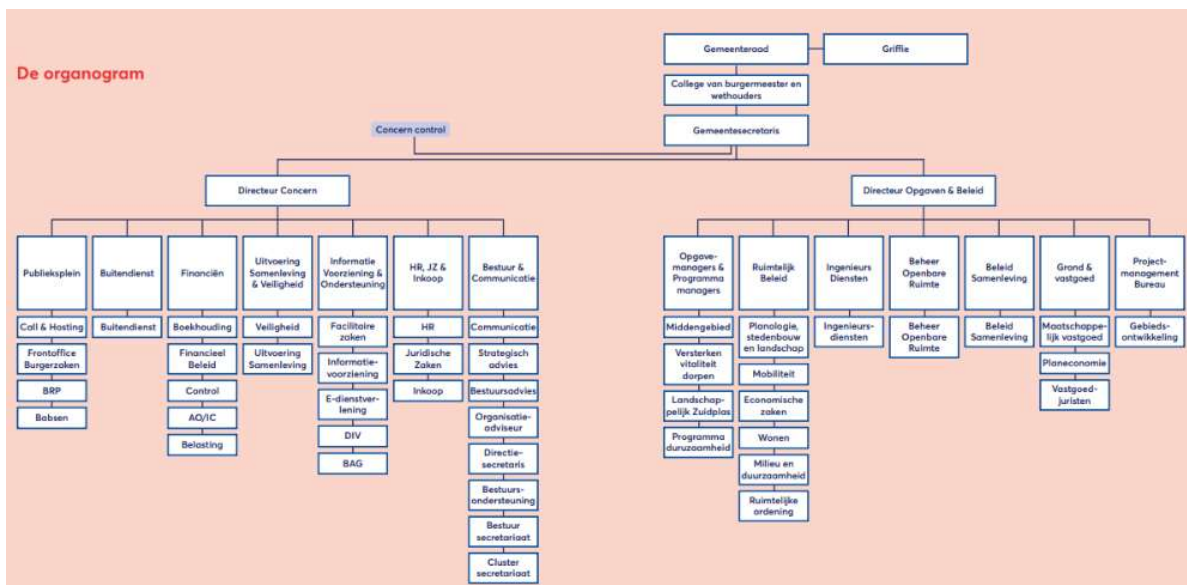 De organogram
Gemeenteraad
Griffie
College van burgermeester en
wethouders
Concern control
Gemeentesecretaris
Directeur Concern
Directeur Opgaven & Beleid
Publieksplein
Call & Hosting
Frontoffice
Burgerzaken
BRP
Babsen
Buitendienst
Buitendienst
Financiën
Boekhouding
Financieel
Beleid
Control
AO/IC
Belasting
Uitvoering
Samenleving
& Veiligheid
Veiligheid
Uitvoering
Samenleving
Informatie
Voorziening &
Ondersteuning
Facilitaire
zaken
Informatie-
voorziening
E-dienstver-
lening
DIV
BAG
HR, JZ &
Inkoop
HR
Juridische
Zaken
Inkoop
Bestuur &
Communicatie
Communicatie
Strategisch
advies
Bestuursadvies
Organisatie-
adviseur
Directie-
secretaris
Bestuurs-
ondersteuning
Bestuur
secretariaat
Cluster
secretariaat
Opgave-
managers &
Programma
managers
Middengebied
Versterken
vitaliteit
dorpen
Landschap-
pelijk Zuidplas
Programma
duruzaamheid
Ruimtelijk
Beleid
Planologie,
stedenbouw
en landschap
Mobiliteit
Economische
zaken
Wonen
Milieu en
duurzaamheid
Ruimtelijke
ordening
Ingenieurs
Diensten
Ingenieurs-
diensten
Beheer
Openbare
Ruimte
Beheer
Openbare
Ruimte
Beleid
Samenleving
Beleid
Samenleving
Grond &
vastgoed
Maatschappe-
lijk vastgoed
Planeconomie
Vastgoed-
juristen
Project-
management
Bureau
Gebieds-
ontwikkeling